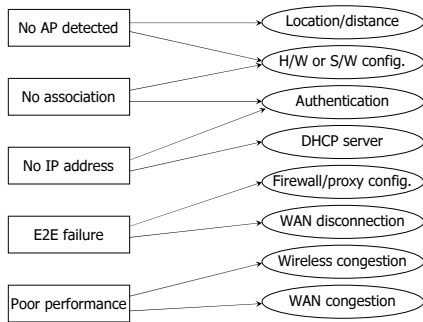 No AP detected
No association
No IP address
E2E failure
Poor performance
Location/distance
H/W or S/W config.
Authentication
DHCP server
Firewall/proxy config.
WAN disconnection
Wireless congestion
WAN congestion